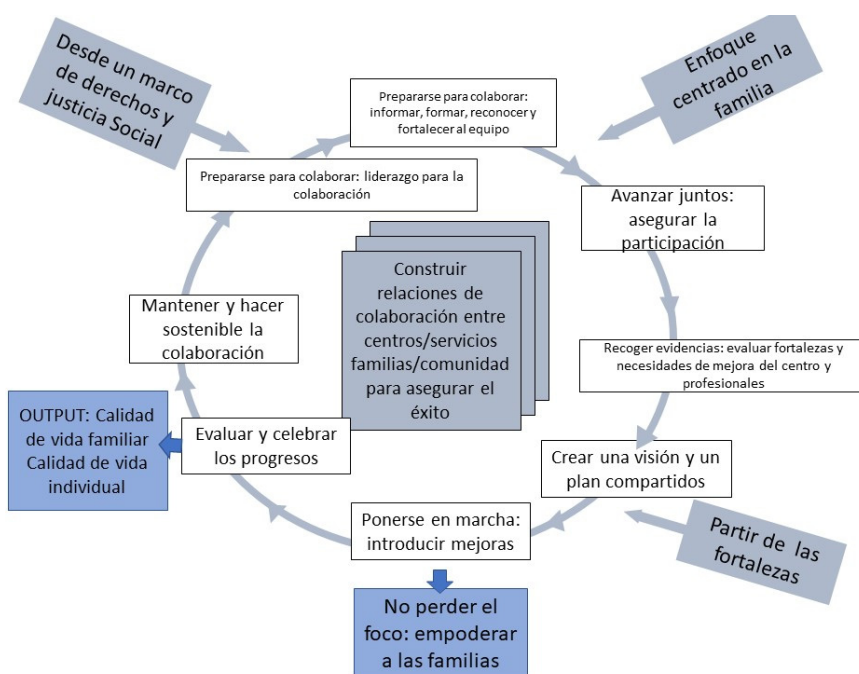 Desde un marco
de derechos y
justicia Social
Enfoque
centrado en la
familia
Prepararse para colaborar:
informar, formar, reconocer y
fortalecer al equipo
Prepararse para colaborar: liderazgo para la
colaboración
Avanzar juntos:
asegurar la
participación
Construir
relaciones de
colaboración entre
centros/servicios
familias/comunidad
para asegurar el
éxito
Mantener y hacer
sostenible la
colaboración
Recoger evidencias: evaluar fortalezas y
necesidades de mejora del centro y
profesionales
OUTPUT: Calidad
de vida familiar
Calidad de vida
individual
Evaluar y celebrar
los progresos
Crear una visión y un
plan compartidos
Ponerse en marcha:
introducir mejoras
Partir de las
fortalezas
No perder el
foco: empoderar
a las familias